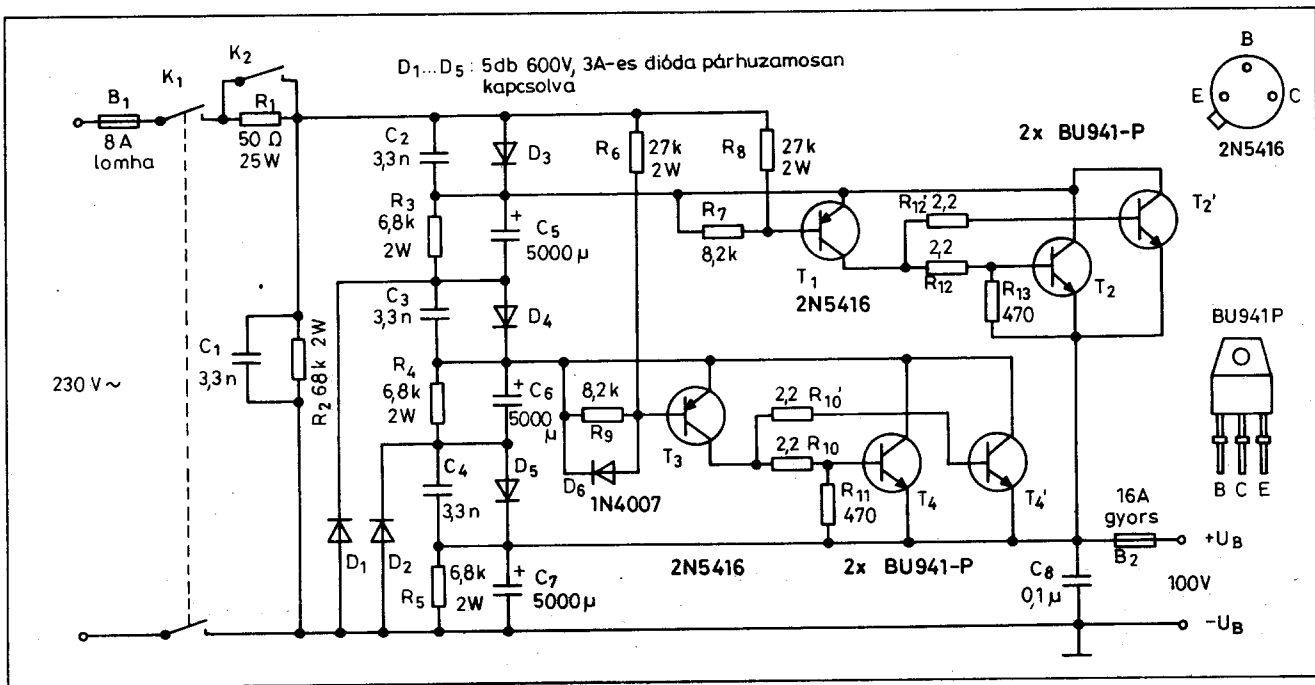 D1...D5 : 5db 600V, 3A-es dióda párhuzamosan
kapcsolva
K1
K2
B1
8A
lomha
R1
50 Ω
25W
C2
3,3n
D3
R6
27k
2W
R8
27k
2W
2x BU941-P
B
E
C
2N5416
R3
6,8k
2W
+
C5
5000µ
R7
8,2k
T1
2N5416
R12' 2,2
2,2
R12
R13
470
T2
T2'
C3
3,3n
D4
C1
3,3n
R2 68k 2W
230 V~
R4
6,8k
2W
+
C6
5000
µ
8,2k
R9
D6
1N4007
T3
2,2 R10'
2,2 R10
R11
470
T4
T4'
BU941P
B C E
C4
3,3n
D5
D1
D2
16A
gyors
B2
+UB
R5
6,8k
2W
+
C7
5000µ
2N5416
2x BU941-P
C8
0,1µ
100V
-UB